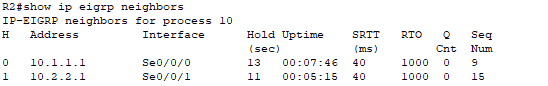 R2#show ip eigrp neighbors
IP-EIGRP neighbors for process 10
H   Address         Interface       Hold Uptime   SRTT   RTO  Q  Seq
                                    (sec)         (ms)       Cnt Num
0   10.1.1.1        Se0/0/0         13   00:07:46 40     1000 0  9
1   10.2.2.1        Se0/0/1         11   00:05:15 40     1000 0  15